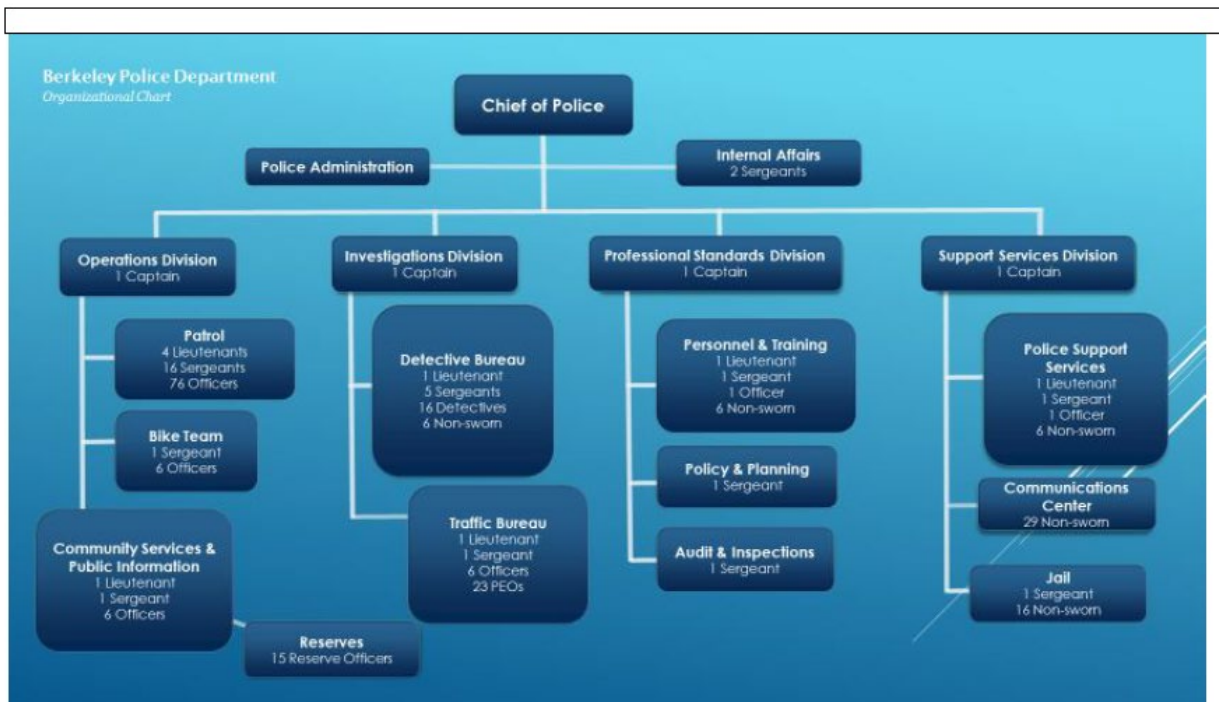 Berkeley Police Department
Organizational Chart
Chief of Police
Police Administration
Internal Affairs
2 Sergeants
Operations Division
1 Captain
Patrol
4 Lieutenants
16 Sergeants
76 Officers
Bike Team
1 Sergeant
6 Officers
Community Services &
Public Information
1 Lieutenant
1 Sergeant
6 Officers
Reserves
15 Reserve Officers
Investigations Division
1 Captain
Detective Bureau
1 Lieutenant
5 Sergeants
16 Detectives
6 Non-sworn
Traffic Bureau
1 Lieutenant
1 Sergeant
6 Officers
23 PEOs
Professional Standards Division
1 Captain
Personnel & Training
1 Lieutenant
1 Sergeant
1 Officer
6 Non-sworn
Policy & Planning
1 Sergeant
Audit & Inspections
1 Sergeant
Support Services Division
1 Captain
Police Support
Services
1 Lieutenant
1 Sergeant
1 Officer
6 Non-sworn
Communications
Center
29 Non-sworn
Jail
1 Sergeant
16 Non-sworn